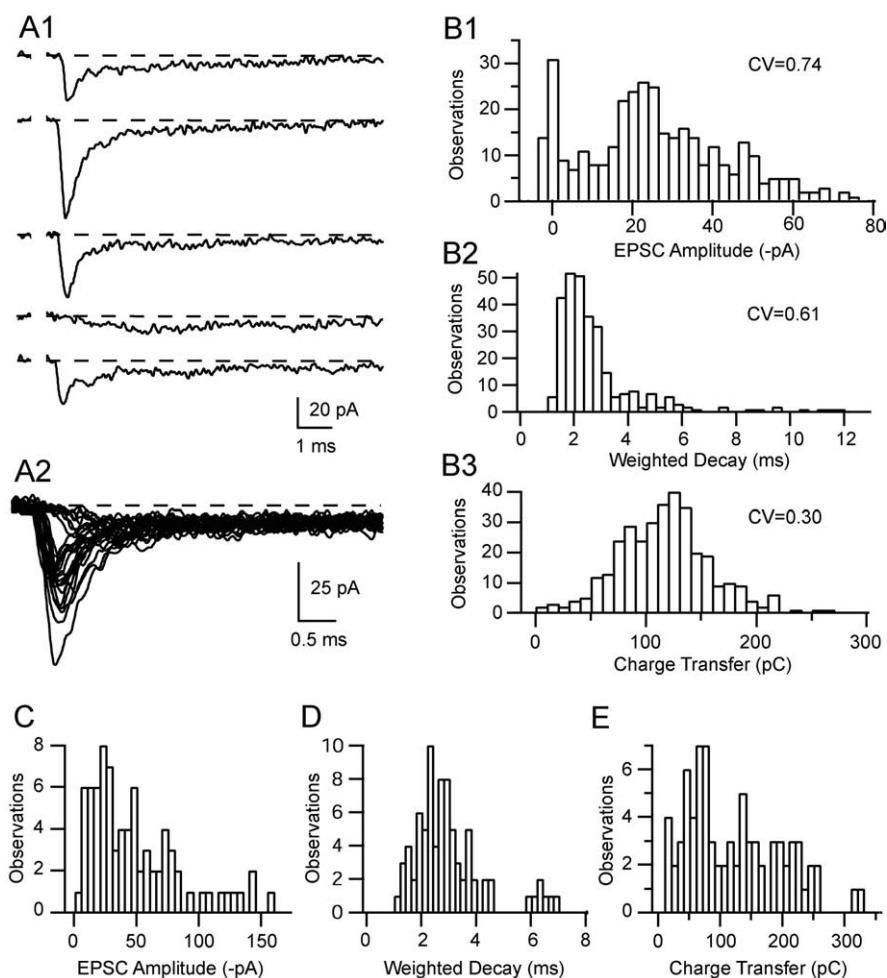 A1
20 pA
1 ms
A2
25 pA
0.5 ms
B1
CV=0.74
Observations
30
20
10
0
0 20 40 60 80
EPSC Amplitude (-pA)
B2
CV=0.61
Observations
50
40
30
20
10
0
0 2 4 6 8 10 12
Weighted Decay (ms)
B3
CV=0.30
Observations
40
30
20
10
0
0 100 200 300
Charge Transfer (pC)
C
Observations
8
6
4
2
0
0 50 100 150
EPSC Amplitude (-pA)
D
Observations
10
8
6
4
2
0
0 2 4 6 8
Weighted Decay (ms)
E
Observations
6
4
2
0
0 100 200 300
Charge Transfer (pC)